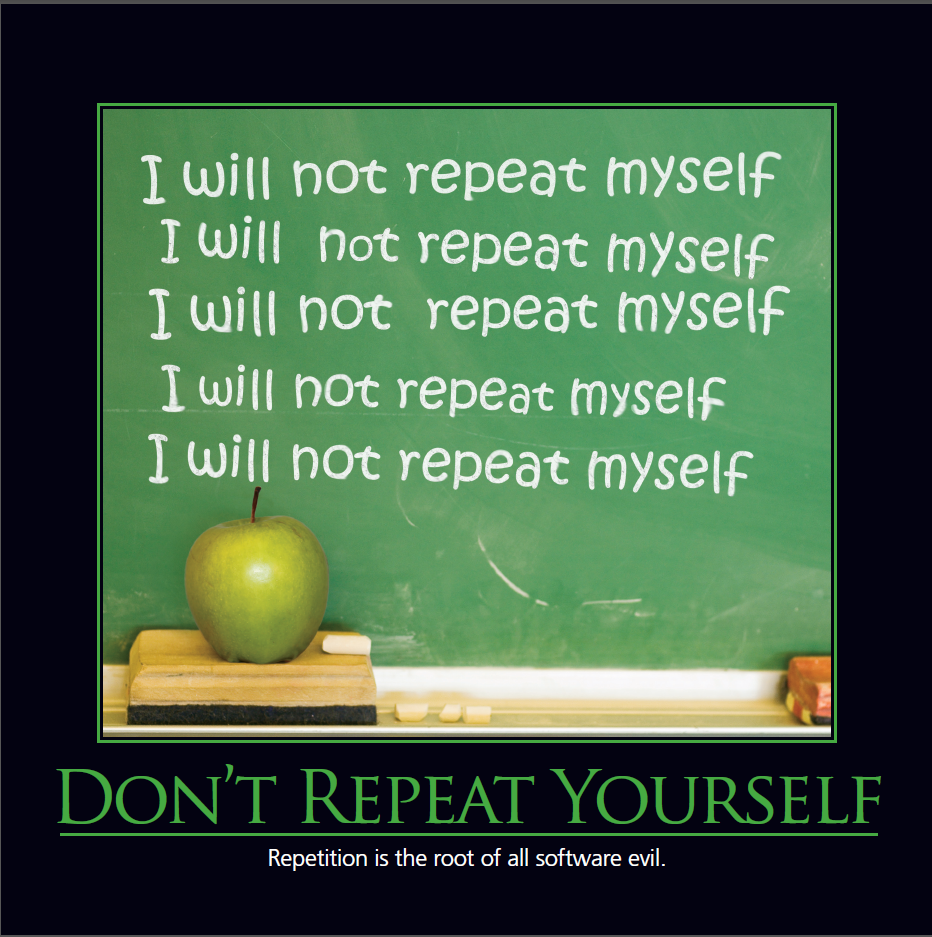 I will not repeat myself
I will not repeat myself
I will not repeat myself
I will not repeat myself
I will not repeat myself
DON'T REPEAT YOURSELF
Repetition is the root of all software evil.